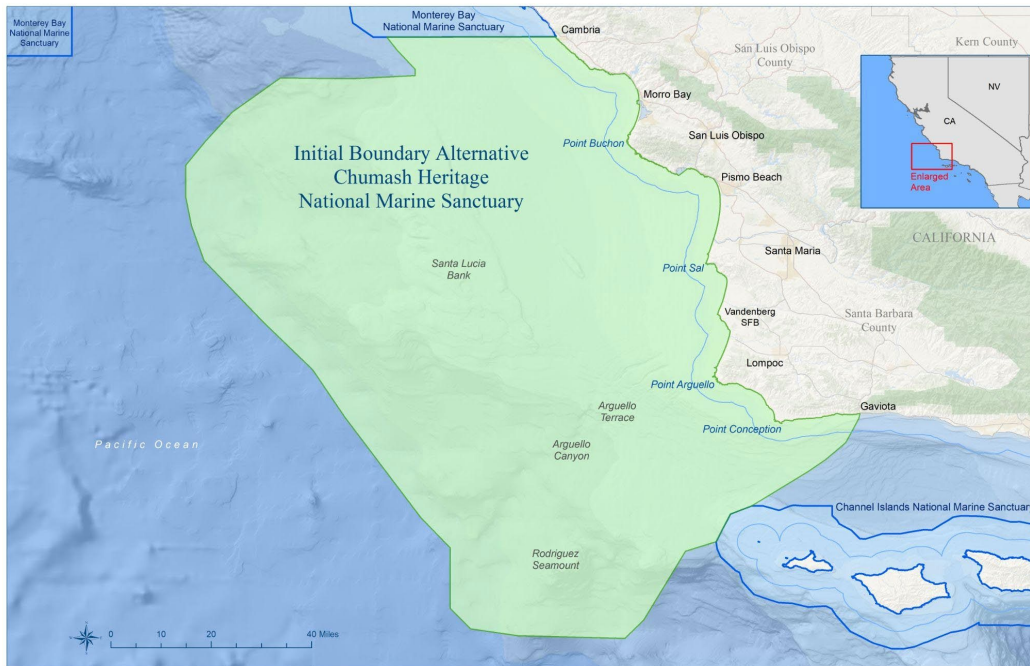 Monterey Bay
National Marine
Sanctuary
Monterey Bay
National Marine Sanctuary
Cambria
San Luis Obispo
County
Kern County
NV
CA
Enlarged
Area
Morro Bay
San Luis Obispo
Point Buchon
Initial Boundary Alternative
Chumash Heritage
National Marine Sanctuary
Pismo Beach
CALIFORNIA
Santa Maria
Santa Lucia
Bank
Point Sal
Vandenberg
SFB
Santa Barbara
County
Lompoc
Point Arguello
Arguello
Terrace
Gaviota
Point Conception
Pacific Ocean
Arguello
Canyon
Channel Islands National Marine Sanctuar
Rodriguez
Seamount
0 10 20 40 Miles